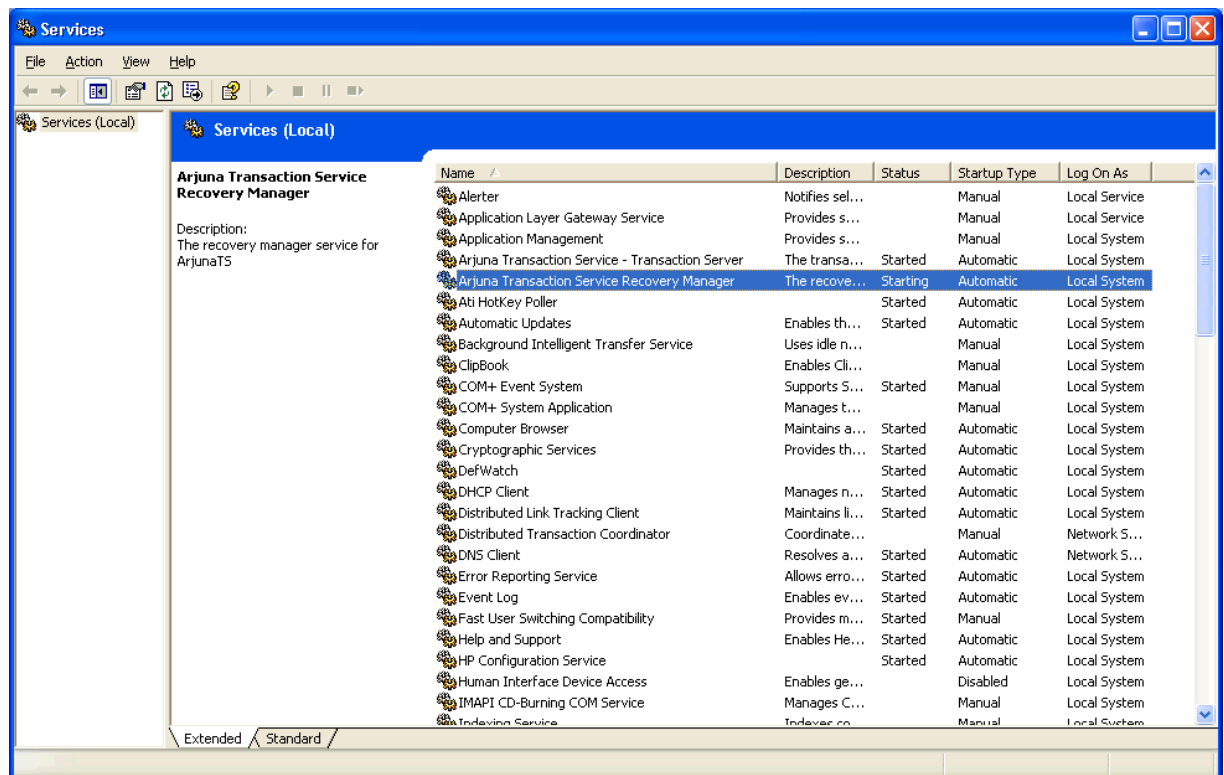 Services
File Action View Help
Services (Local)
Services (Local)
Arjuna Transaction Service
Recovery Manager
Description:
The recovery manager service for
ArjunaTS
Name Description Status Startup Type Log On As
Alerter Notifies sel... Manual Local Service
Application Layer Gateway Service Provides s... Manual Local Service
Application Management Provides s... Manual Local System
Arjuna Transaction Service - Transaction Server The transa... Started Automatic Local System
Arjuna Transaction Service Recovery Manager The recove... Starting Automatic Local System
Ati HotKey Poller Started Automatic Local System
Automatic Updates Enables th... Started Automatic Local System
Background Intelligent Transfer Service Uses idle n... Manual Local System
ClipBook Enables Cli... Manual Local System
COM+ Event System Supports S... Started Manual Local System
COM+ System Application Manages t... Manual Local System
Computer Browser Maintains a... Started Automatic Local System
Cryptographic Services Provides th... Started Automatic Local System
DefWatch Started Automatic Local System
DHCP Client Manages n... Started Automatic Local System
Distributed Link Tracking Client Maintains li... Started Automatic Local System
Distributed Transaction Coordinator Coordinate... Manual Network S...
DNS Client Resolves a... Started Automatic Network S...
Error Reporting Service Allows erro... Started Automatic Local System
Event Log Enables ev... Started Automatic Local System
Fast User Switching Compatibility Provides m... Started Manual Local System
Help and Support Enables He... Started Automatic Local System
HP Configuration Service Started Automatic Local System
Human Interface Device Access Enables ge... Disabled Local System
IMAPI CD-Burning COM Service Manages C... Manual Local System
Indexing Service Indexes co... Manual Local System
Extended Standard